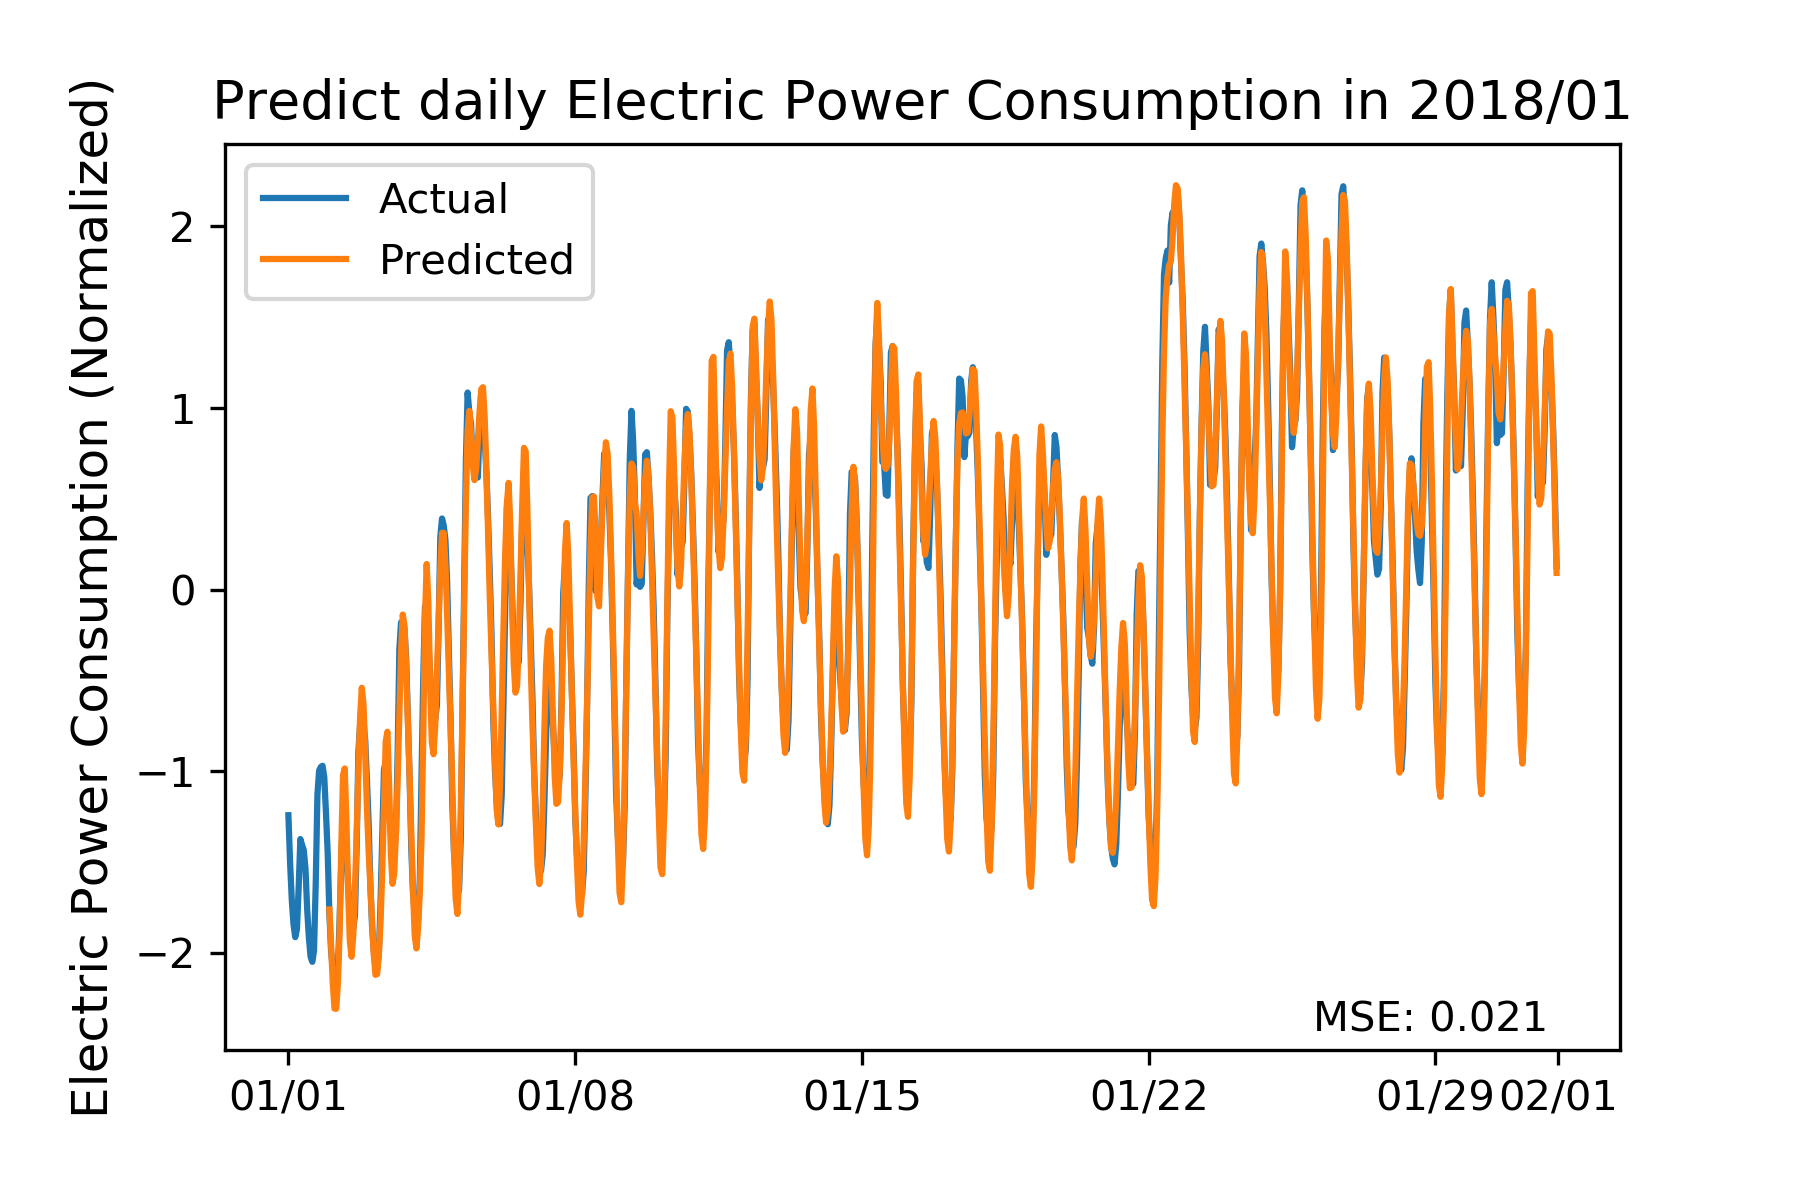 Predict daily Electric Power Consumption in 2018/01
Electric Power Consumption (Normalized)
Actual
Predicted
2
1
0
−1
−2
MSE: 0.021
01/01 01/08 01/15 01/22 01/29 02/01